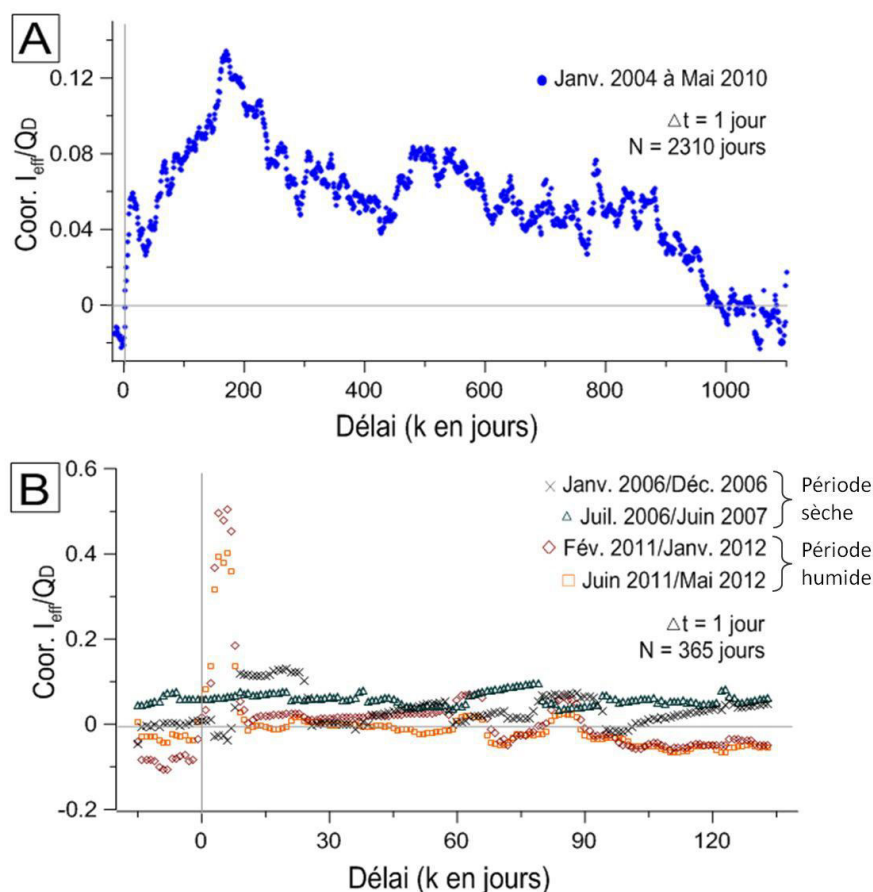 A
Coor. Ieff/QD
0.12
0.08
0.04
0
Janv. 2004 à Mai 2010
△t = 1 jour
N = 2310 jours
0 200 400 600 800 1000
Délai (k en jours)
B
Coor. Ieff/QD
0.6
0.4
0.2
0
-0.2
Janv. 2006/Déc. 2006
Juil. 2006/Juin 2007
Période
sèche
Fév. 2011/Janv. 2012
Juin 2011/Mai 2012
Période
humide
△t = 1 jour
N = 365 jours
0 30 60 90 120
Délai (k en jours)